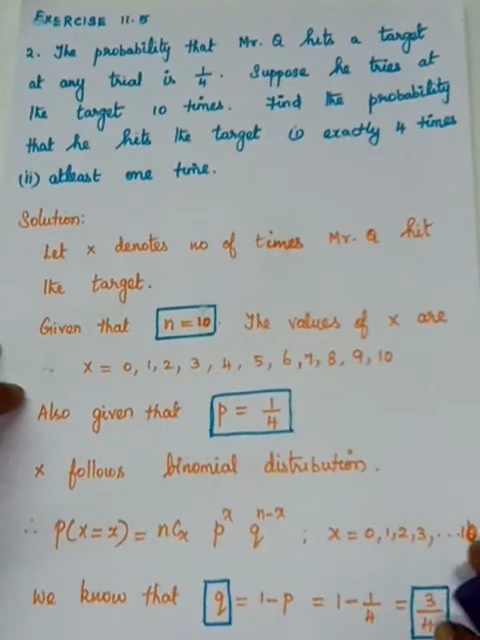 EXERCISE 11.5
2. The probability that Mr. Q hits a target
at any trial is 1/4. Suppose he tries at
the target 10 times. Find the probability
that he hits the target (i) exactly 4 times
(ii) atleast one time.
Solution:
Let x denotes no of times Mr. Q hit
the target.
Given that n = 10. The values of x are
∴ x = 0, 1, 2, 3, 4, 5, 6, 7, 8, 9, 10
Also given that p = 1/4
x follows binomial distribution.
∴ P(X=x) = nCx p^x q^(n-x) ; x = 0,1,2,3,...10
We know that q = 1-p = 1-1/4 = 3/4